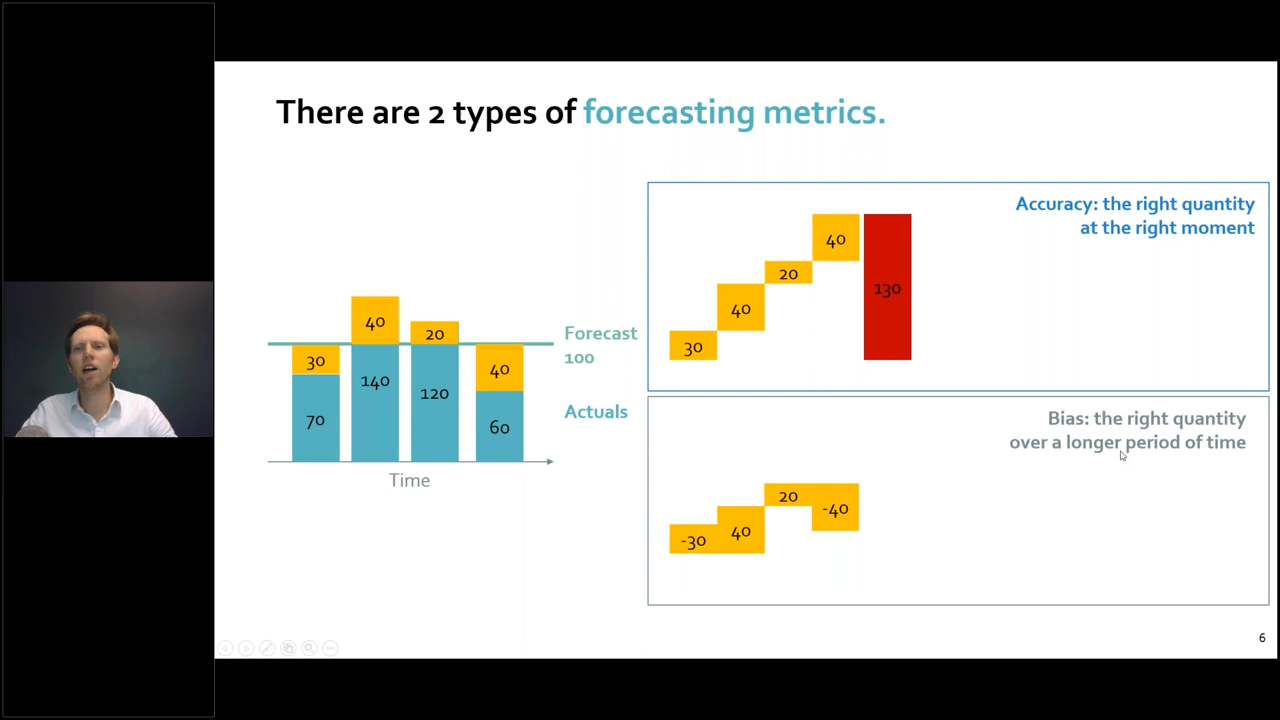 There are 2 types of forecasting metrics.
Accuracy: the right quantity
at the right moment
40
20
40
30
130
40
20
30
40
140
120
70
60
Forecast
100
Actuals
Time
Bias: the right quantity
over a longer period of time
20
-40
40
-30
6